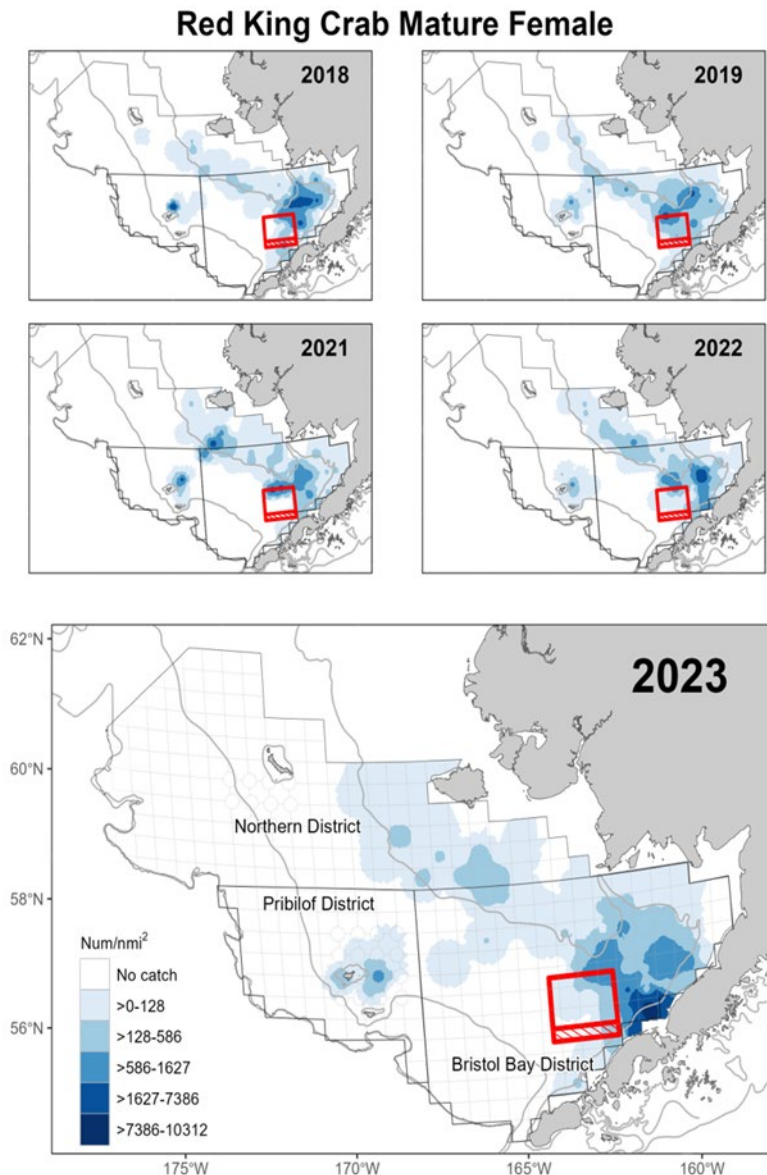 Red King Crab Mature Female
2018
2019
2021
2022
2023
62°N
60°N
58°N
56°N
Northern District
Pribilof District
Bristol Bay District
Num/nmi²
No catch
>0-128
>128-586
>586-1627
>1627-7386
>7386-10312
175°W
170°W
165°W
160°W